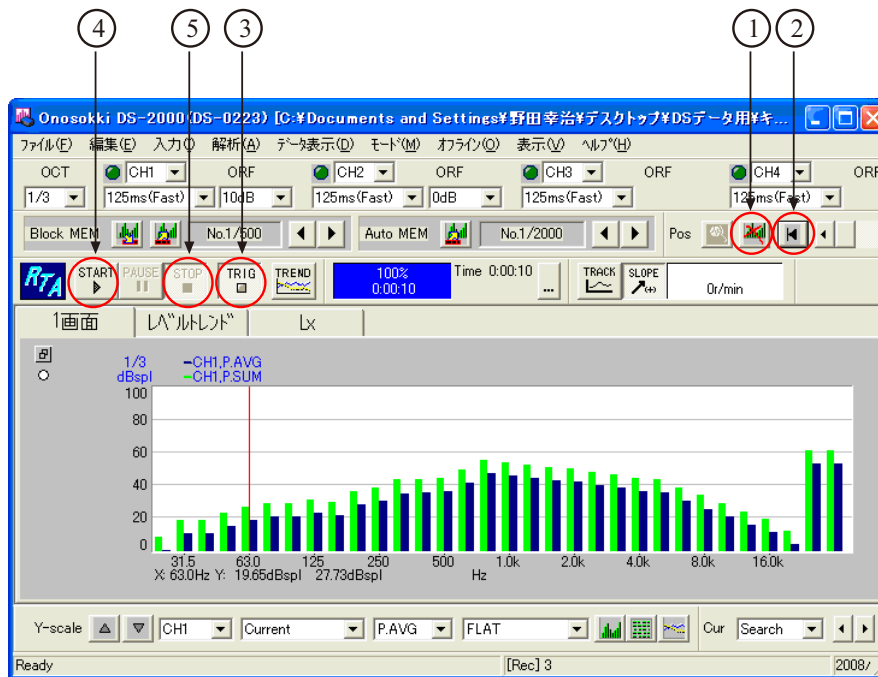 ④ ⑤ ③ ① ②
Onosokki DS-2000(DS-0223) [C:¥Documents and Settings¥野田幸治¥デスクトップ¥DSデータ用¥キ...
ファイル(F) 編集(E) 入力(I) 解析(A) データ表示(D) モード(M) オフライン(O) 表示(V) ヘルプ(H)
OCT CH1 ORF CH2 ORF CH3 ORF CH4 ORF
1/3 125ms(Fast) 10dB 125ms(Fast) 0dB 125ms(Fast) 125ms(Fast)
Block MEM No.1/500 Auto MEM No.1/2000 Pos
RTA START PAUSE STOP TRIG TREND 100% 0:00:10 Time 0:00:10 ... TRACK SLOPE (+) 0r/min
1画面 レベルトレンド Lx
1/3 CH1,P.AVG
dBspl CH1,P.SUM
100
80
60
40
20
0
31.5 63.0 125 250 500 1.0k 2.0k 4.0k 8.0k 16.0k
X: 63.0Hz Y: 19.65dBspl 27.73dBspl Hz
Y-scale CH1 Current P.AVG FLAT Cur Search
Ready [Rec] 3 2008/